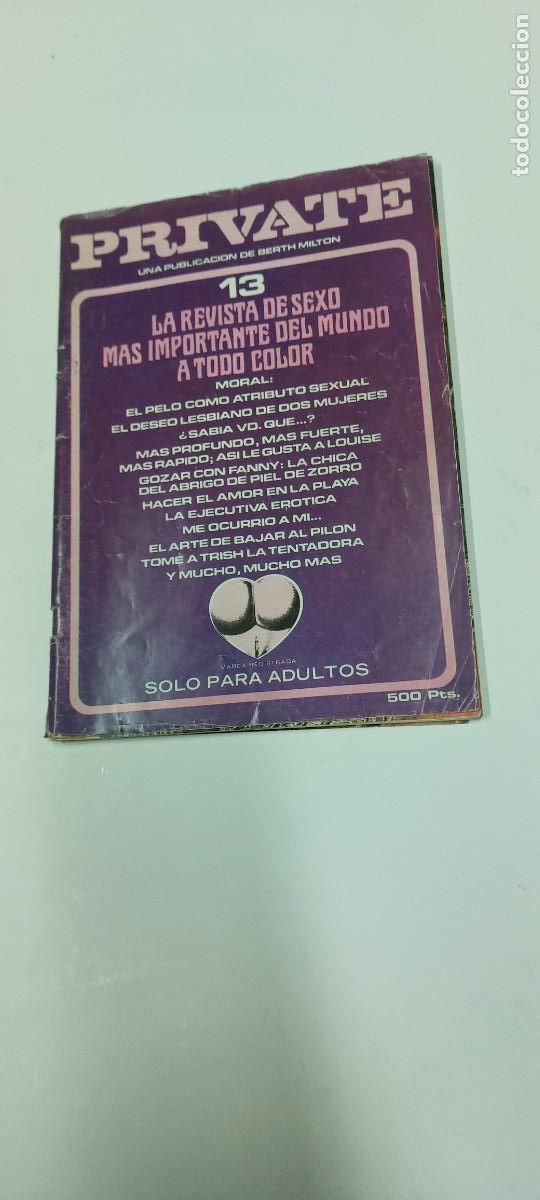 PRIVATE
UNA PUBLICACION DE BERTH MILTON
13
LA REVISTA DE SEXO
MAS IMPORTANTE DEL MUNDO
A TODO COLOR
MORAL:
EL PELO COMO ATRIBUTO SEXUAL
EL DESEO LESBIANO DE DOS MUJERES
¿SABIA VD. QUE...?
MAS PROFUNDO, MAS FUERTE,
MAS RAPIDO; ASI LE GUSTA A LOUISE
GOZAR CON FANNY: LA CHICA
DEL ABRIGO DE PIEL DE ZORRO
HACER EL AMOR EN LA PLAYA
LA EJECUTIVA EROTICA
ME OCURRIO A MI...
EL ARTE DE BAJAR AL PILON
TOME A TRISH LA TENTADORA
Y MUCHO, MUCHO MAS
MARCA REGISTRADA
SOLO PARA ADULTOS
500 Pts.
todocoleccion